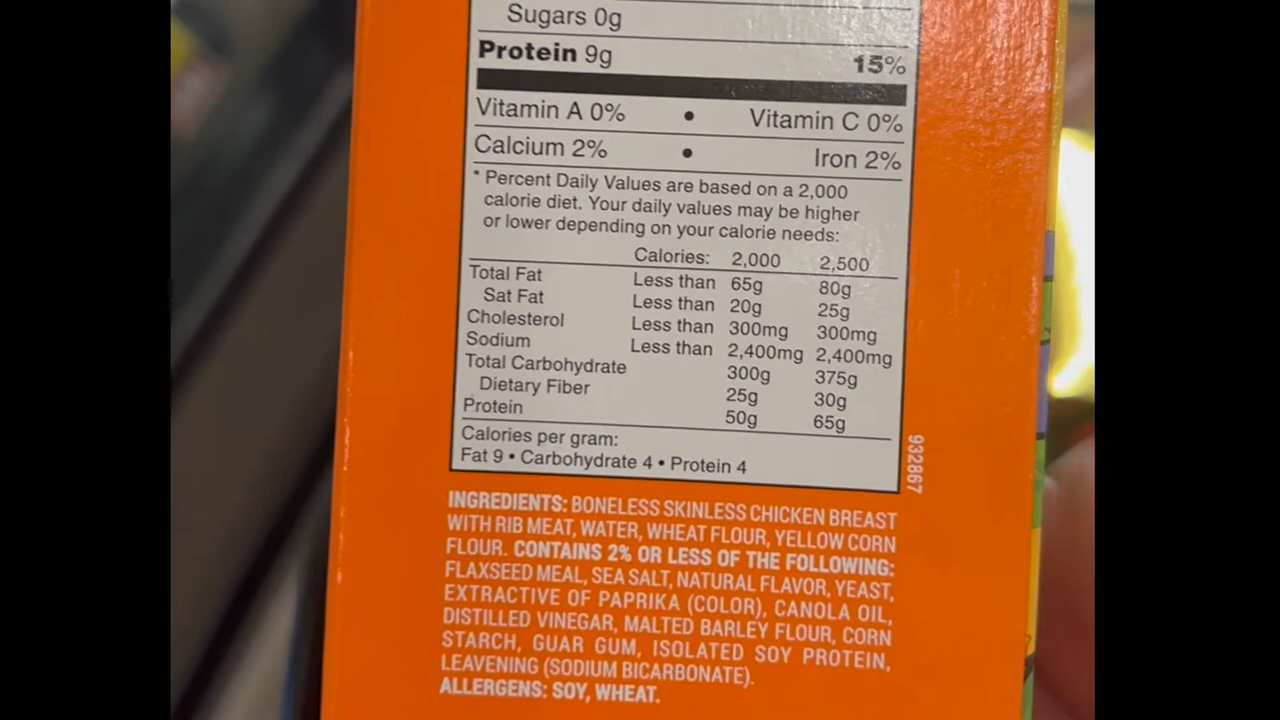 Sugars 0g
Protein 9g 15%
Vitamin A 0% • Vitamin C 0%
Calcium 2% • Iron 2%
* Percent Daily Values are based on a 2,000
calorie diet. Your daily values may be higher
or lower depending on your calorie needs:
Calories: 2,000 2,500
Total Fat Less than 65g 80g
Sat Fat Less than 20g 25g
Cholesterol Less than 300mg 300mg
Sodium Less than 2,400mg 2,400mg
Total Carbohydrate 300g 375g
Dietary Fiber 25g 30g
Protein 50g 65g
Calories per gram:
Fat 9 • Carbohydrate 4 • Protein 4
932867
INGREDIENTS: BONELESS SKINLESS CHICKEN BREAST
WITH RIB MEAT, WATER, WHEAT FLOUR, YELLOW CORN
FLOUR. CONTAINS 2% OR LESS OF THE FOLLOWING:
FLAXSEED MEAL, SEA SALT, NATURAL FLAVOR, YEAST,
EXTRACTIVE OF PAPRIKA (COLOR), CANOLA OIL,
DISTILLED VINEGAR, MALTED BARLEY FLOUR, CORN
STARCH, GUAR GUM, ISOLATED SOY PROTEIN,
LEAVENING (SODIUM BICARBONATE).
ALLERGENS: SOY, WHEAT.